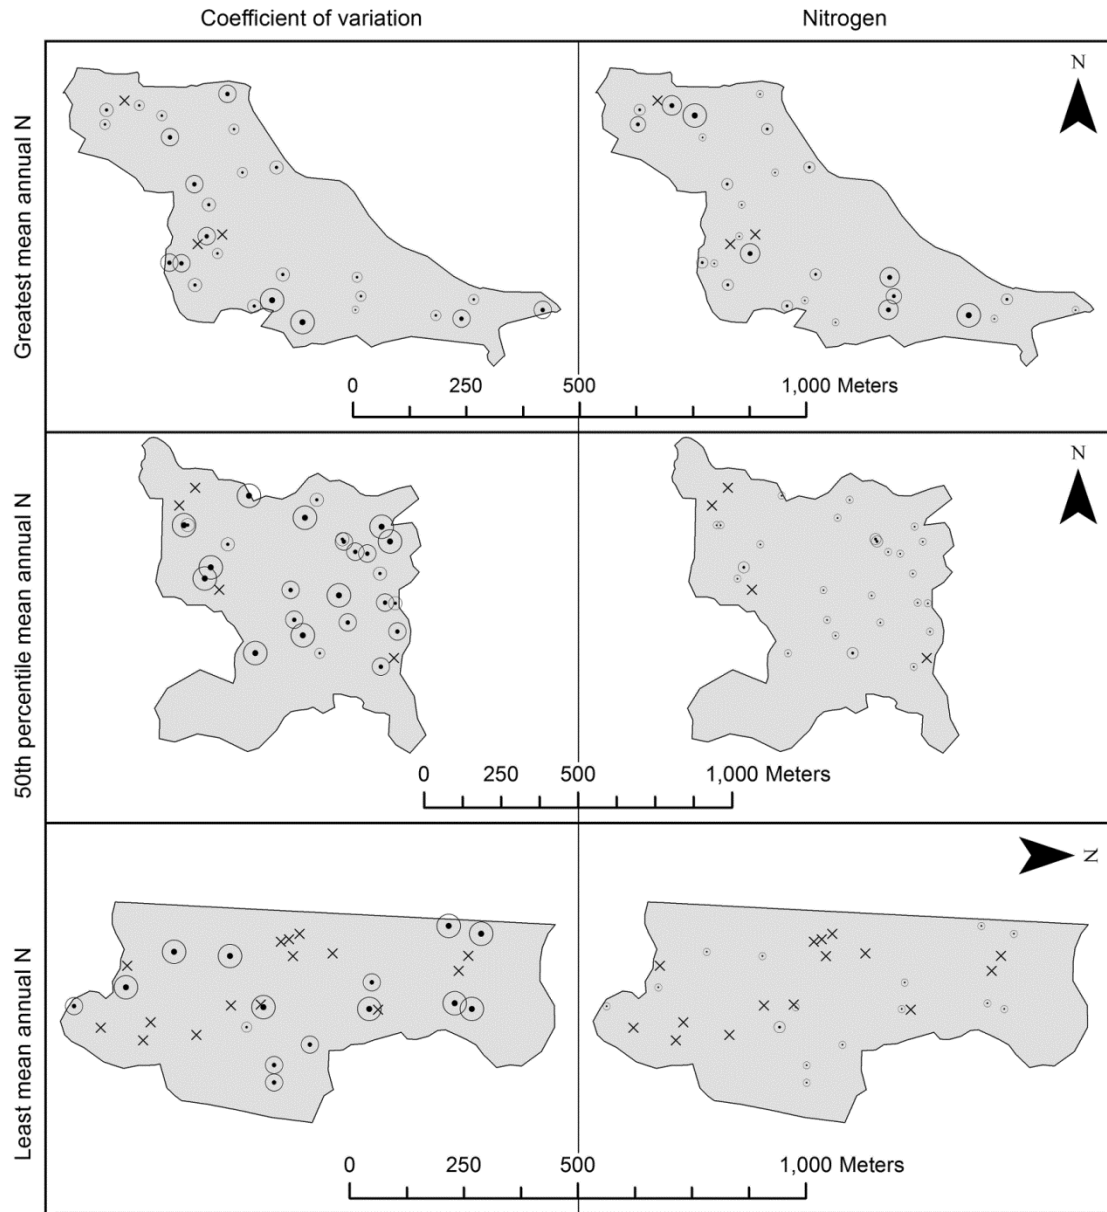 Coefficient of variation
Nitrogen
Greatest mean annual N
N
0 250 500 1,000 Meters
50th percentile mean annual N
N
0 250 500 1,000 Meters
Least mean annual N
N
0 250 500 1,000 Meters